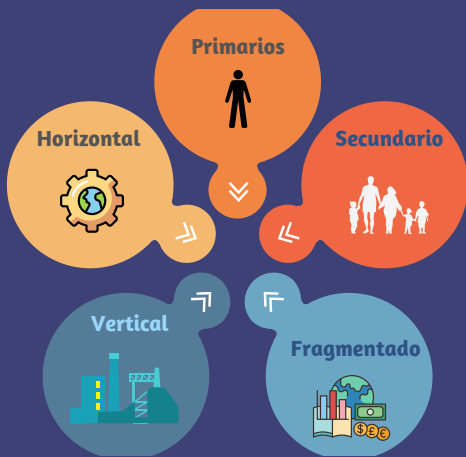 Primarios
Horizontal
Secundario
Vertical
Fragmentado